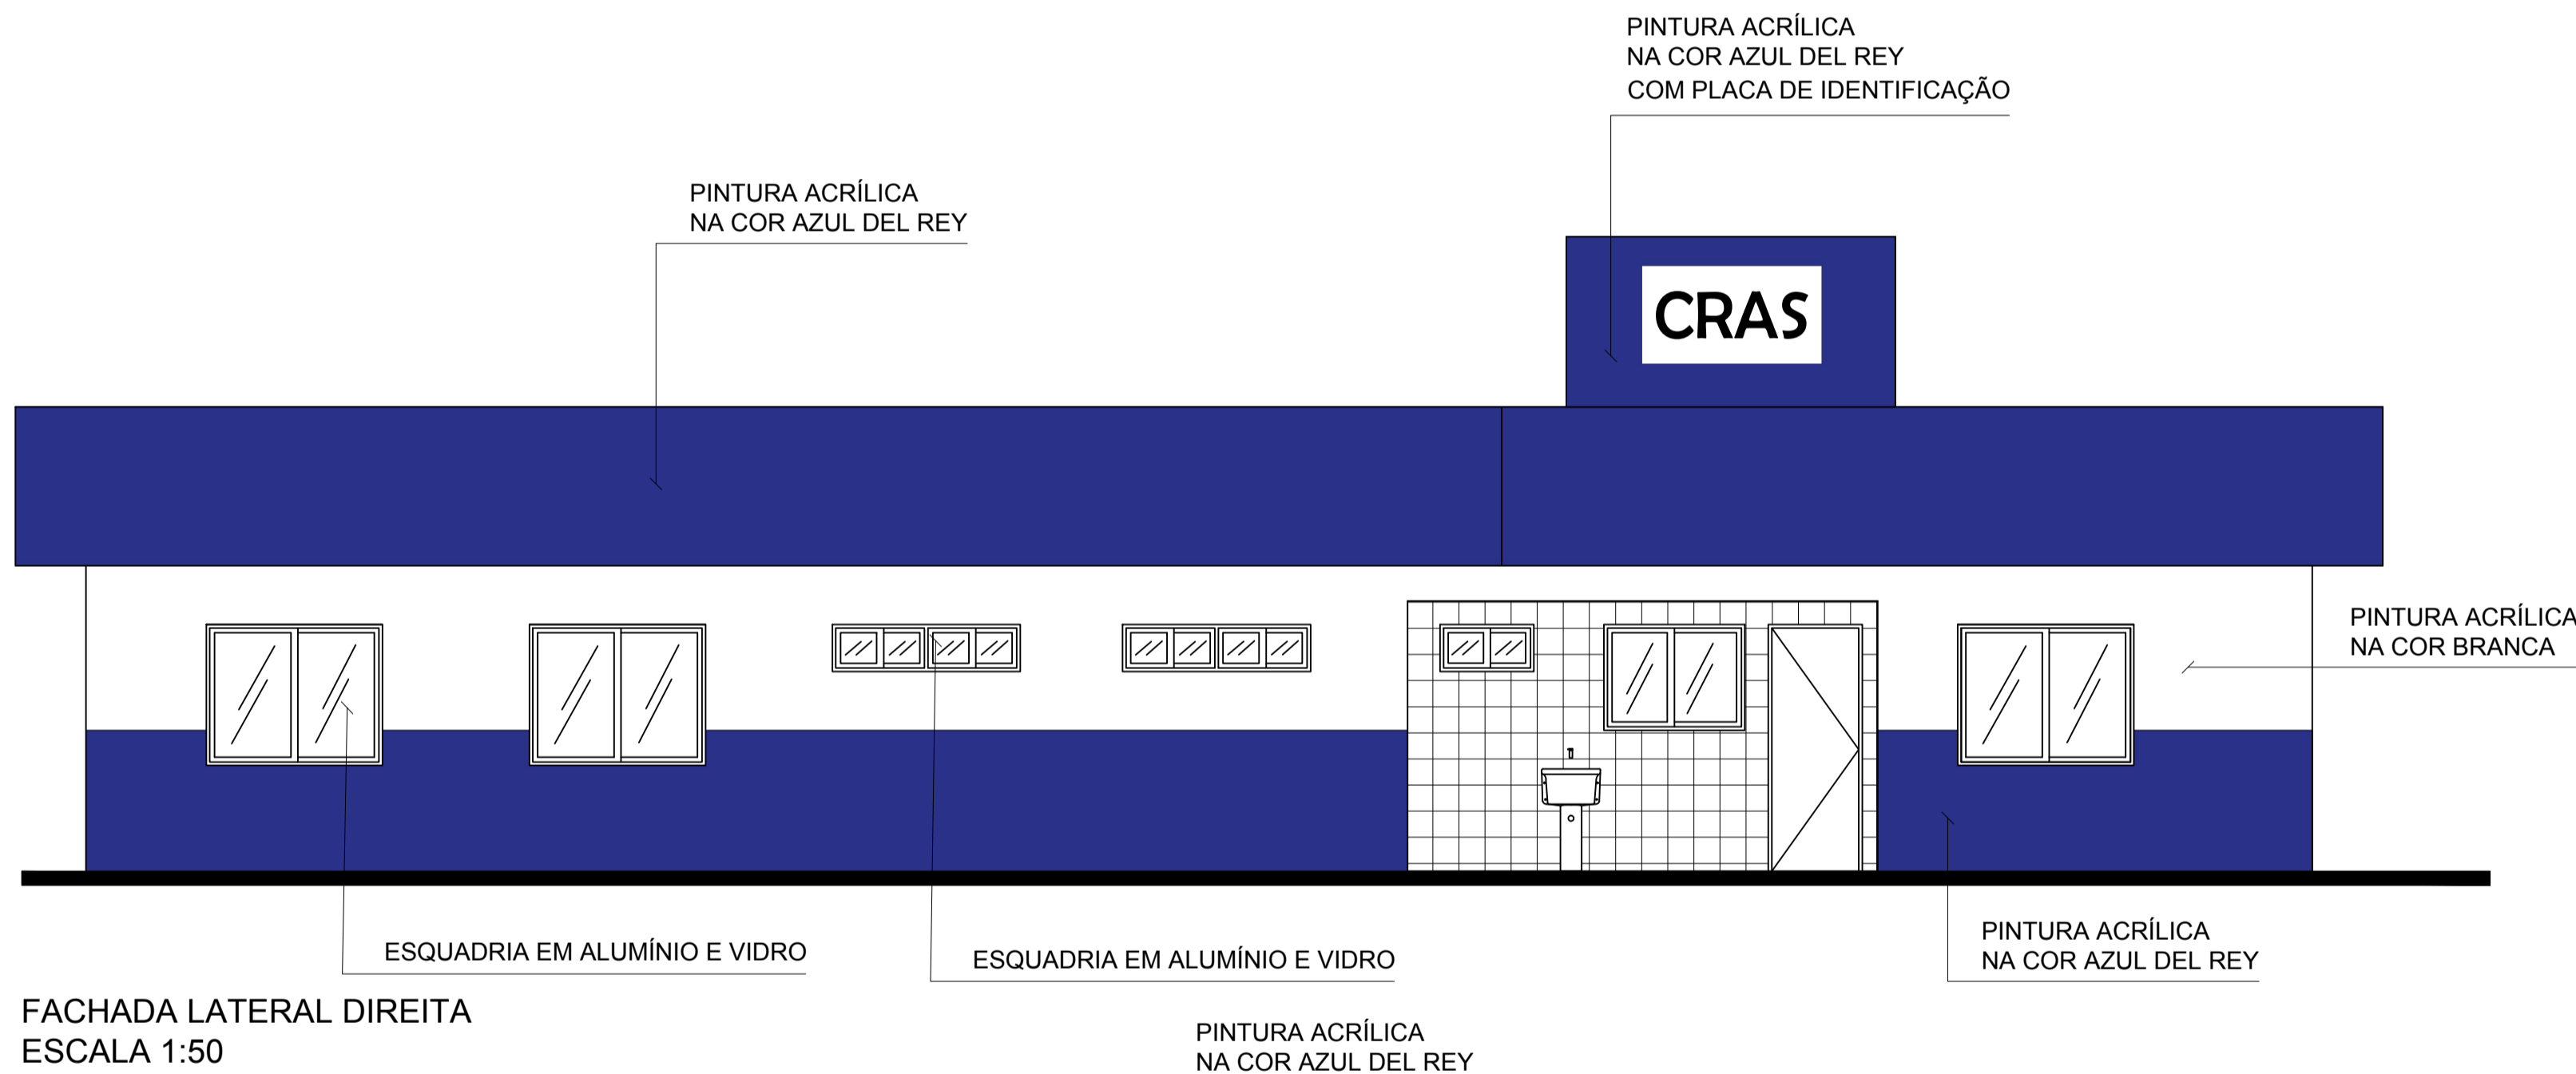 PINTURA ACRÍLICA
NA COR AZUL DEL REY
COM PLACA DE IDENTIFICAÇÃO
PINTURA ACRÍLICA
NA COR AZUL DEL REY
CRAS
PINTURA ACRÍLICA
NA COR BRANCA
ESQUADRIA EM ALUMÍNIO E VIDRO
ESQUADRIA EM ALUMÍNIO E VIDRO
PINTURA ACRÍLICA
NA COR AZUL DEL REY
FACHADA LATERAL DIREITA
ESCALA 1:50
PINTURA ACRÍLICA
NA COR AZUL DEL REY